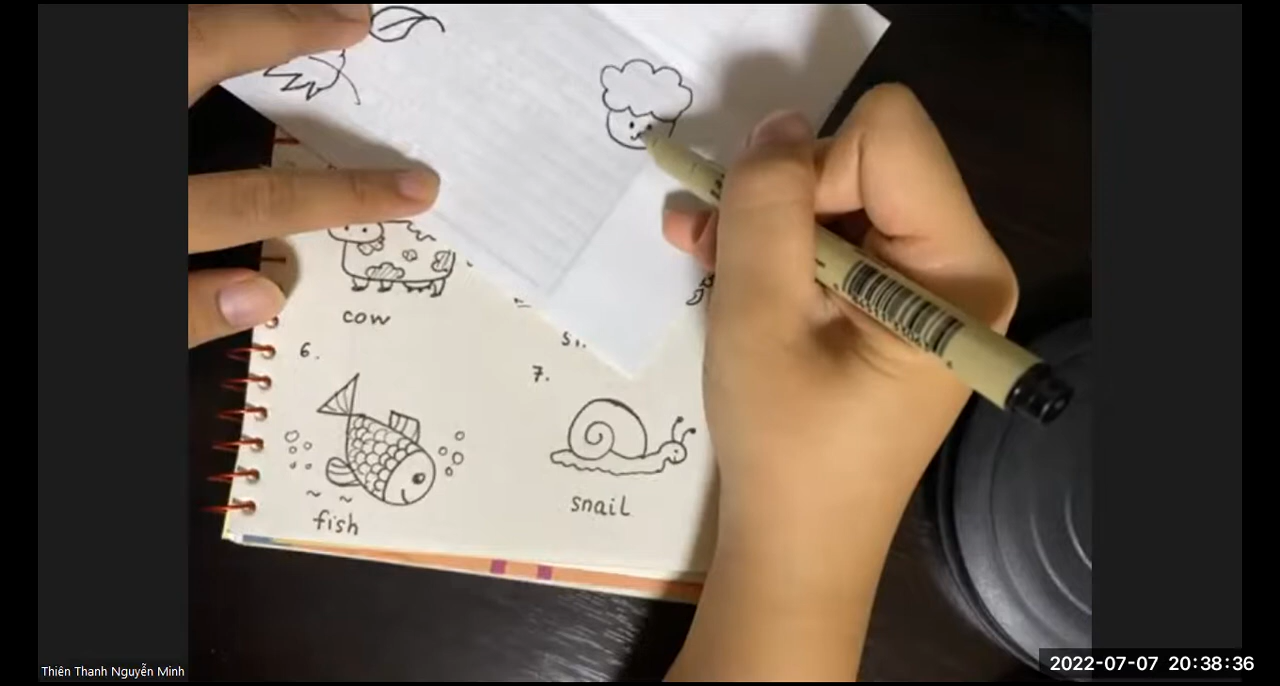 cow
6.
7.
snail
fish
Thiên Thanh Nguyễn Minh
2022-07-07 20:38:36